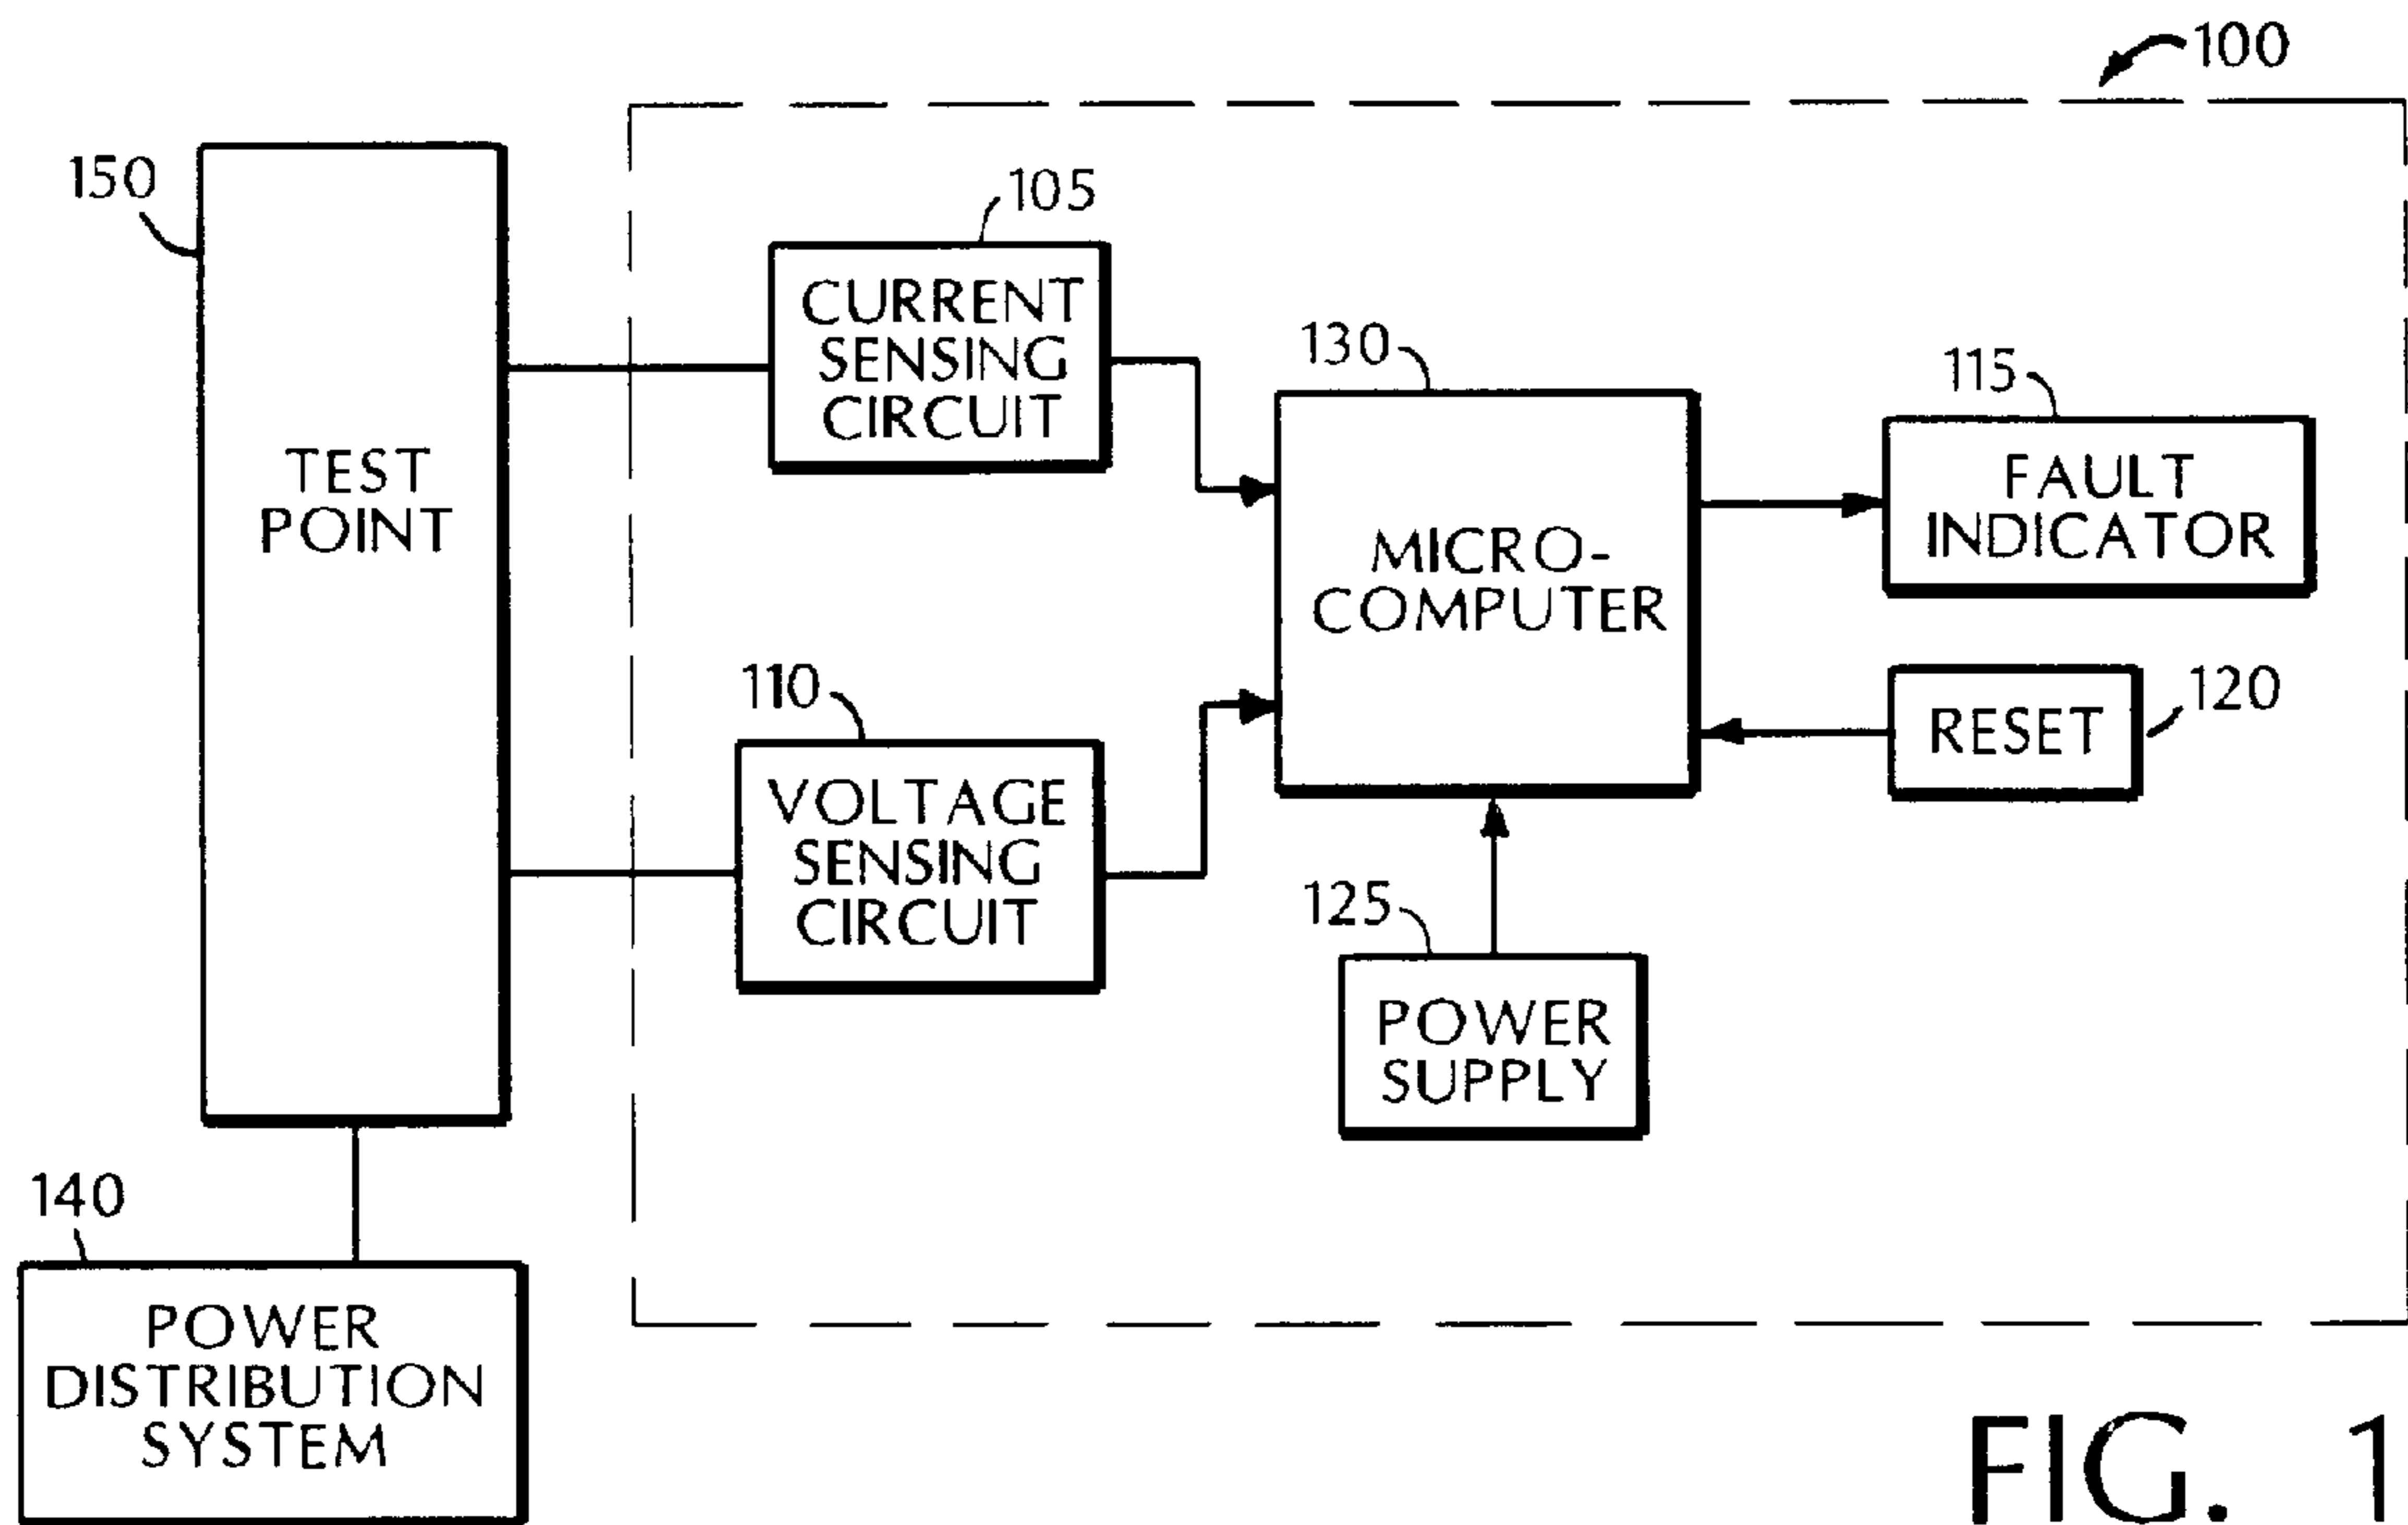 100
150
105
CURRENT
SENSING
CIRCUIT
130
115
TEST
POINT
FAULT
INDICATOR
MICRO-
COMPUTER
110
120
RESET
VOLTAGE
SENSING
CIRCUIT
125
POWER
SUPPLY
140
POWER
DISTRIBUTION
SYSTEM
FIG. 1